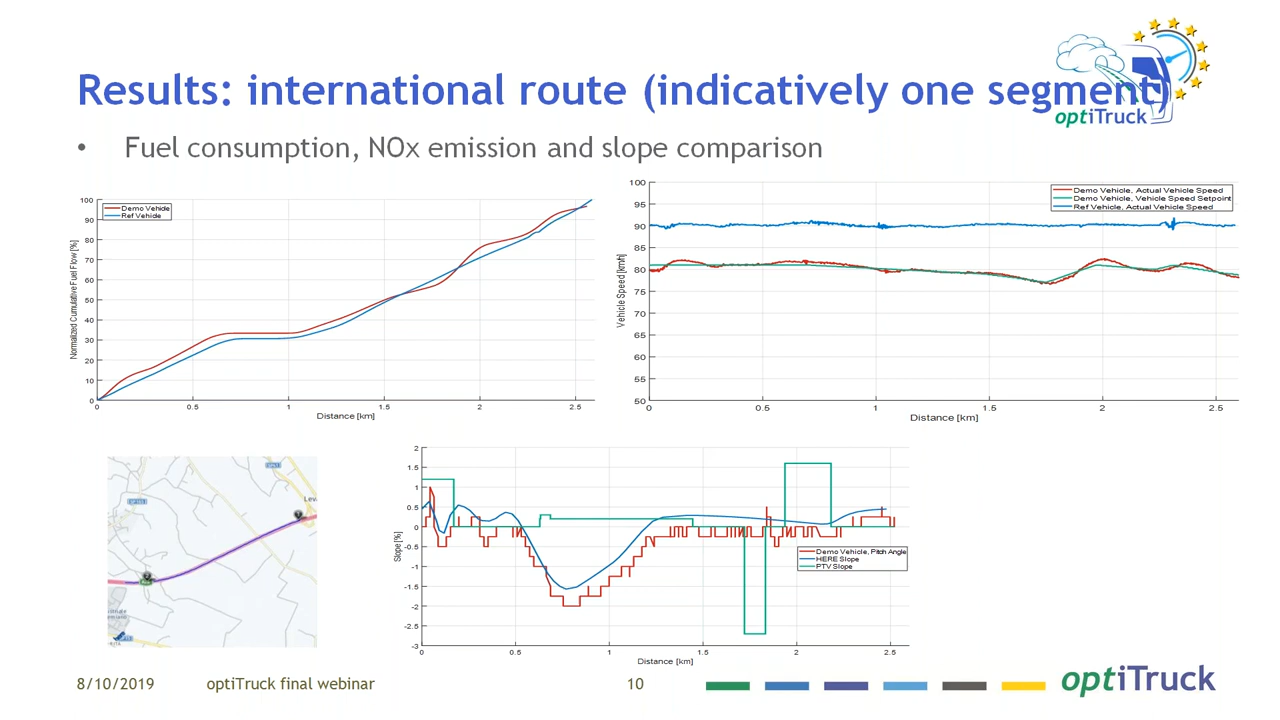 Results: international route (indicatively one segment)
optiTruck
• Fuel consumption, NOx emission and slope comparison
Normalized Cumulative Fuel Flow [%]
100
90
80
70
60
50
40
30
20
10
0
Demo Vehicle
Ref Vehicle
0
0.5
1
1.5
2
2.5
Distance [km]
Vehicle Speed [km/h]
100
95
90
85
80
75
70
65
60
55
50
Demo Vehicle, Actual Vehicle Speed
Demo Vehicle, Vehicle Speed Setpoint
Ref Vehicle, Actual Vehicle Speed
0
0.5
1
1.5
2
2.5
Distance [km]
Lev
Slope [%]
2
1.5
1
0.5
0
-0.5
-1
-1.5
-2
-2.5
-3
Demo Vehicle, Pitch Angle
HERE Slope
PTV Slope
0
0.5
1
1.5
2
2.5
Distance [km]
8/10/2019
optiTruck final webinar
10
optiTruck